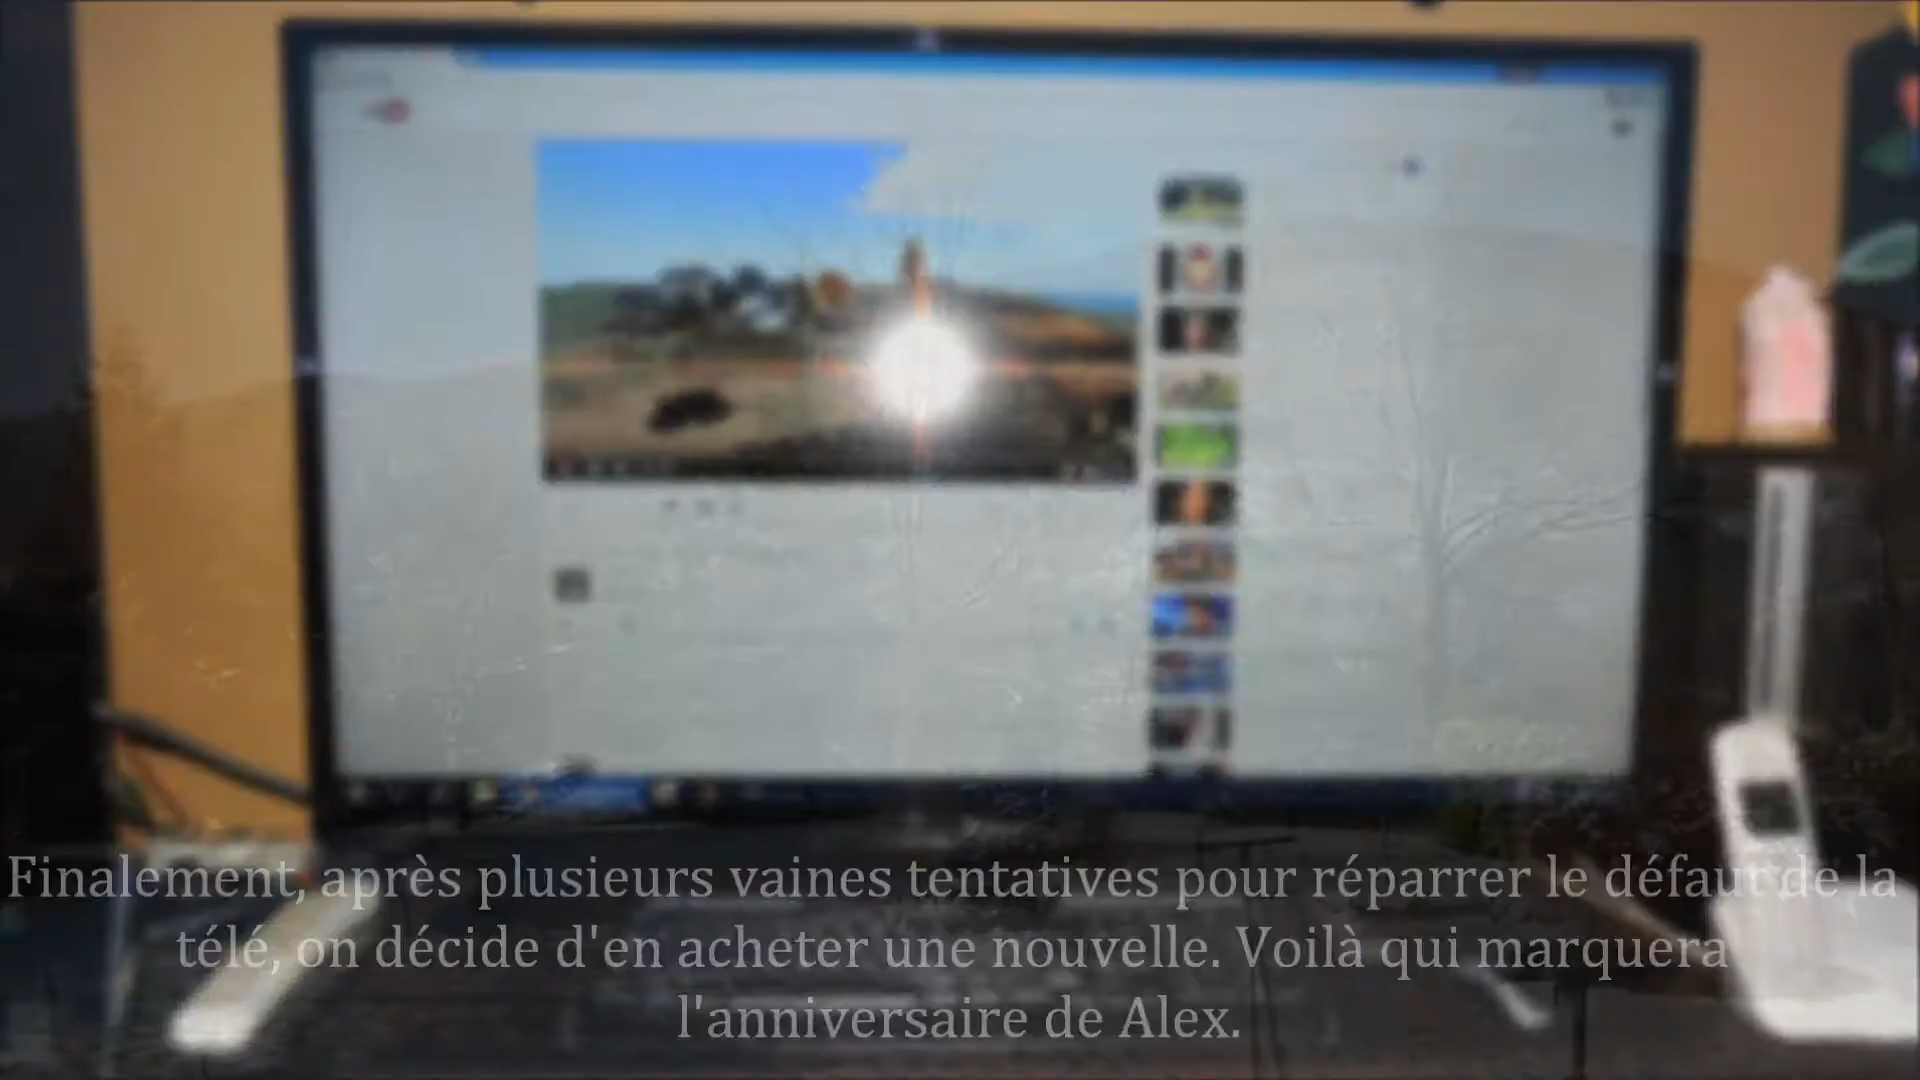 Finalement, après plusieurs vaines tentatives pour réparrer le défaut de la
télé, on décide d'en acheter une nouvelle. Voilà qui marquera
l'anniversaire de Alex.